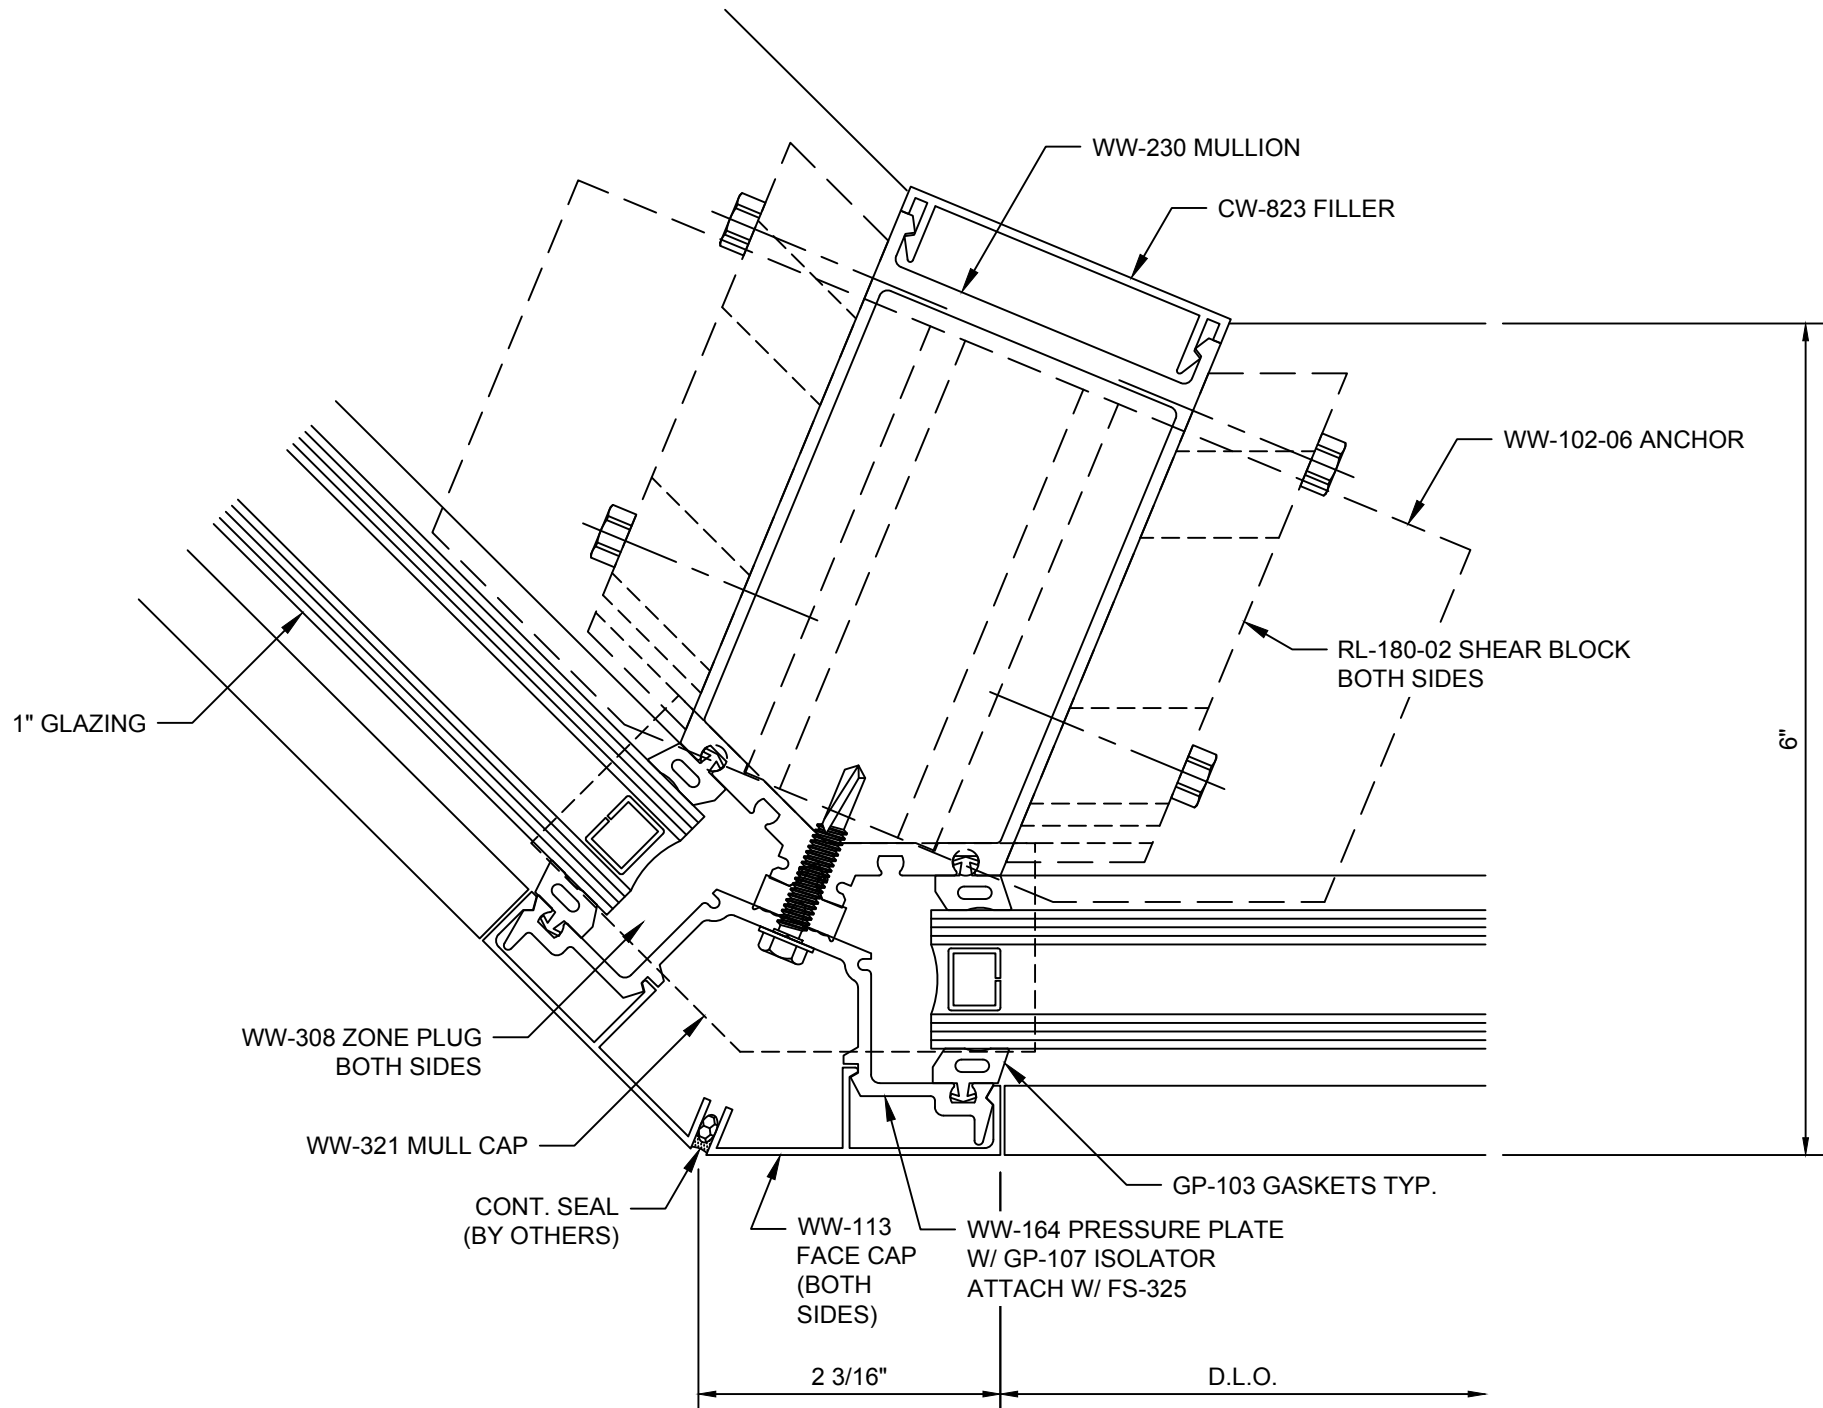 WW-230 MULLION
CW-823 FILLER
WW-102-06 ANCHOR
RL-180-02 SHEAR BLOCK
BOTH SIDES
1" GLAZING
6"
WW-308 ZONE PLUG
BOTH SIDES
WW-321 MULL CAP
CONT. SEAL
(BY OTHERS)
WW-113
FACE CAP
(BOTH
SIDES)
WW-164 PRESSURE PLATE
W/ GP-107 ISOLATOR
ATTACH W/ FS-325
GP-103 GASKETS TYP.
2 3/16"
D.L.O.